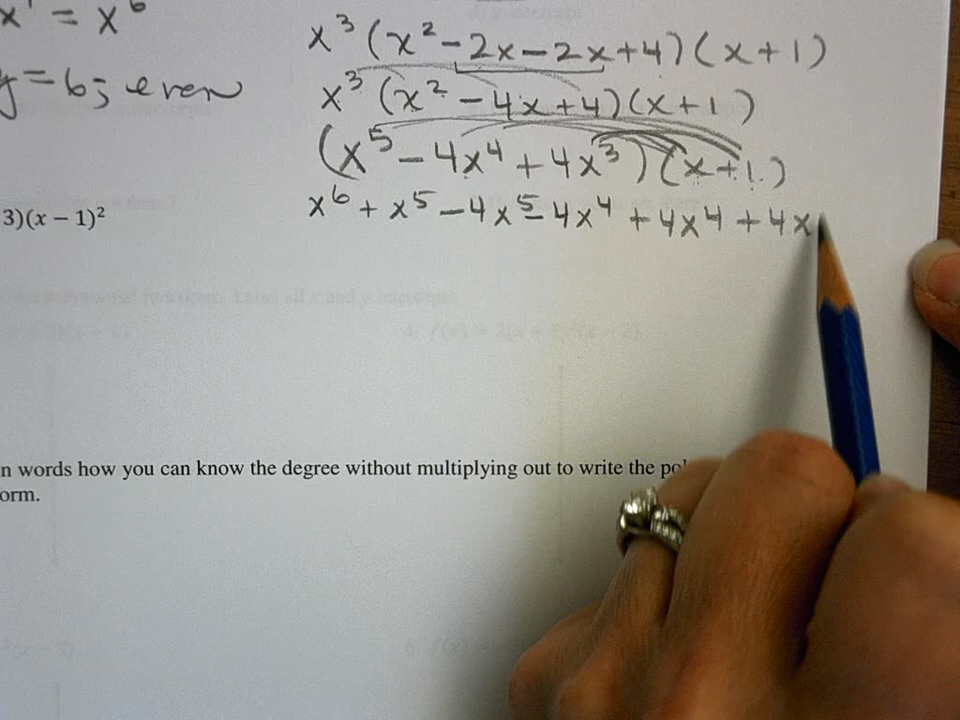 = x⁶
= 6; even
x³(x² - 2x - 2x + 4)(x + 1)
x³(x² - 4x + 4)(x + 1)
(x⁵ - 4x⁴ + 4x³)(x + 1)
x⁶ + x⁵ - 4x⁵ - 4x⁴ + 4x⁴ + 4x
3)(x – 1)²
n words how you can know the degree without multiplying out to write the
orm.